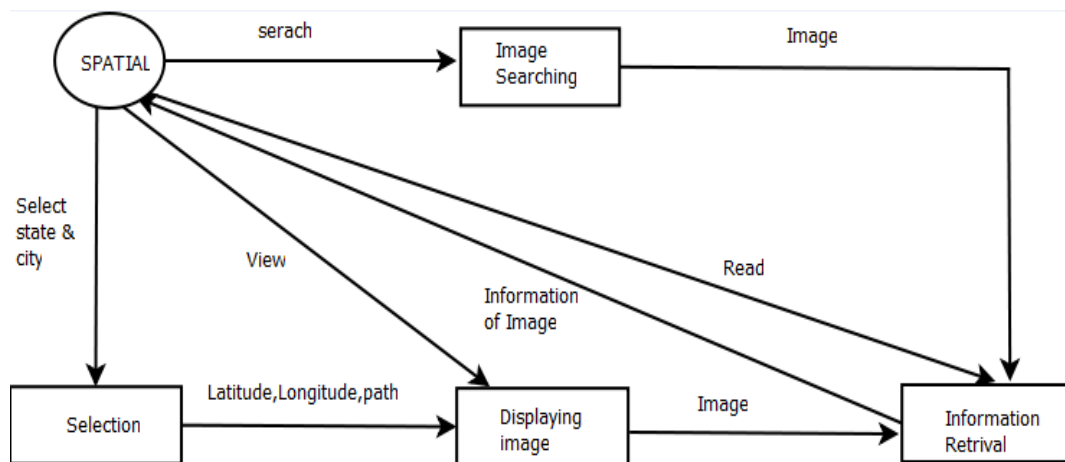 serach
Image
SPATIAL
Image
Searching
Select
state &
city
View
Information
of Image
Read
Latitude,Longitude,path
Image
Selection
Displaying
image
Information
Retrival